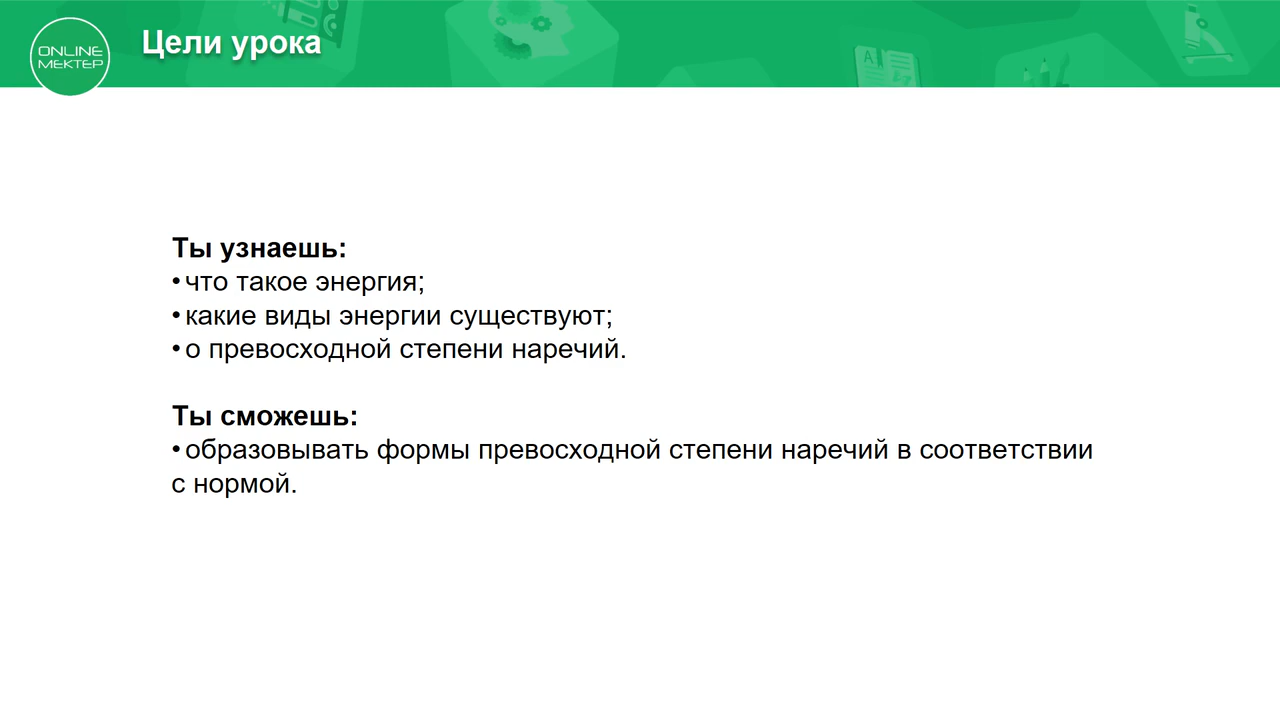 ONLINE
МЕКТЕР
Цели урока
Ты узнаешь:
• что такое энергия;
• какие виды энергии существуют;
• о превосходной степени наречий.
Ты сможешь:
• образовывать формы превосходной степени наречий в соответствии
с нормой.